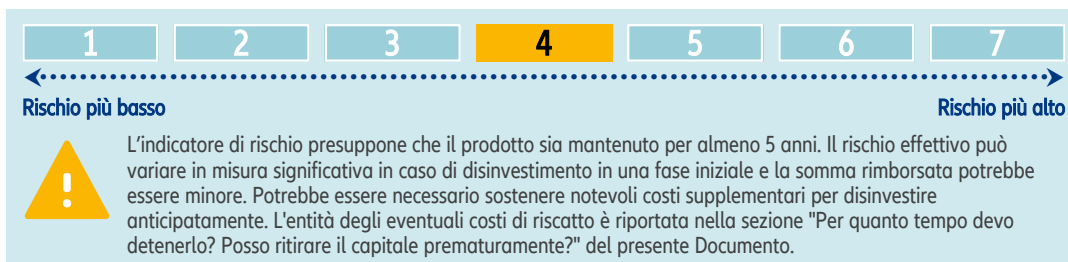 1 2 3 4 5 6 7
Rischio più basso Rischio più alto
!
L'indicatore di rischio presuppone che il prodotto sia mantenuto per almeno 5 anni. Il rischio effettivo può
variare in misura significativa in caso di disinvestimento in una fase iniziale e la somma rimborsata potrebbe
essere minore. Potrebbe essere necessario sostenere notevoli costi supplementari per disinvestire
anticipatamente. L'entità degli eventuali costi di riscatto è riportata nella sezione "Per quanto tempo devo
detenerlo? Posso ritirare il capitale prematuramente?" del presente Documento.